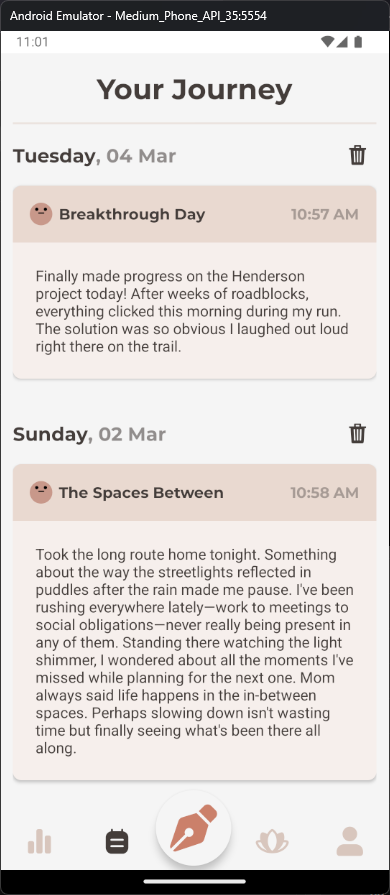 Android Emulator - Medium_Phone_API_35:5554
11:01
Your Journey
Tuesday, 04 Mar
Breakthrough Day 10:57 AM
Finally made progress on the Henderson
project today! After weeks of roadblocks,
everything clicked this morning during my run.
The solution was so obvious I laughed out loud
right there on the trail.
Sunday, 02 Mar
The Spaces Between 10:58 AM
Took the long route home tonight. Something
about the way the streetlights reflected in
puddles after the rain made me pause. I've been
rushing everywhere lately—work to meetings to
social obligations—never really being present in
any of them. Standing there watching the light
shimmer, I wondered about all the moments I've
missed while planning for the next one. Mom
always said life happens in the in-between
spaces. Perhaps slowing down isn't wasting
time but finally seeing what's been there all
along.